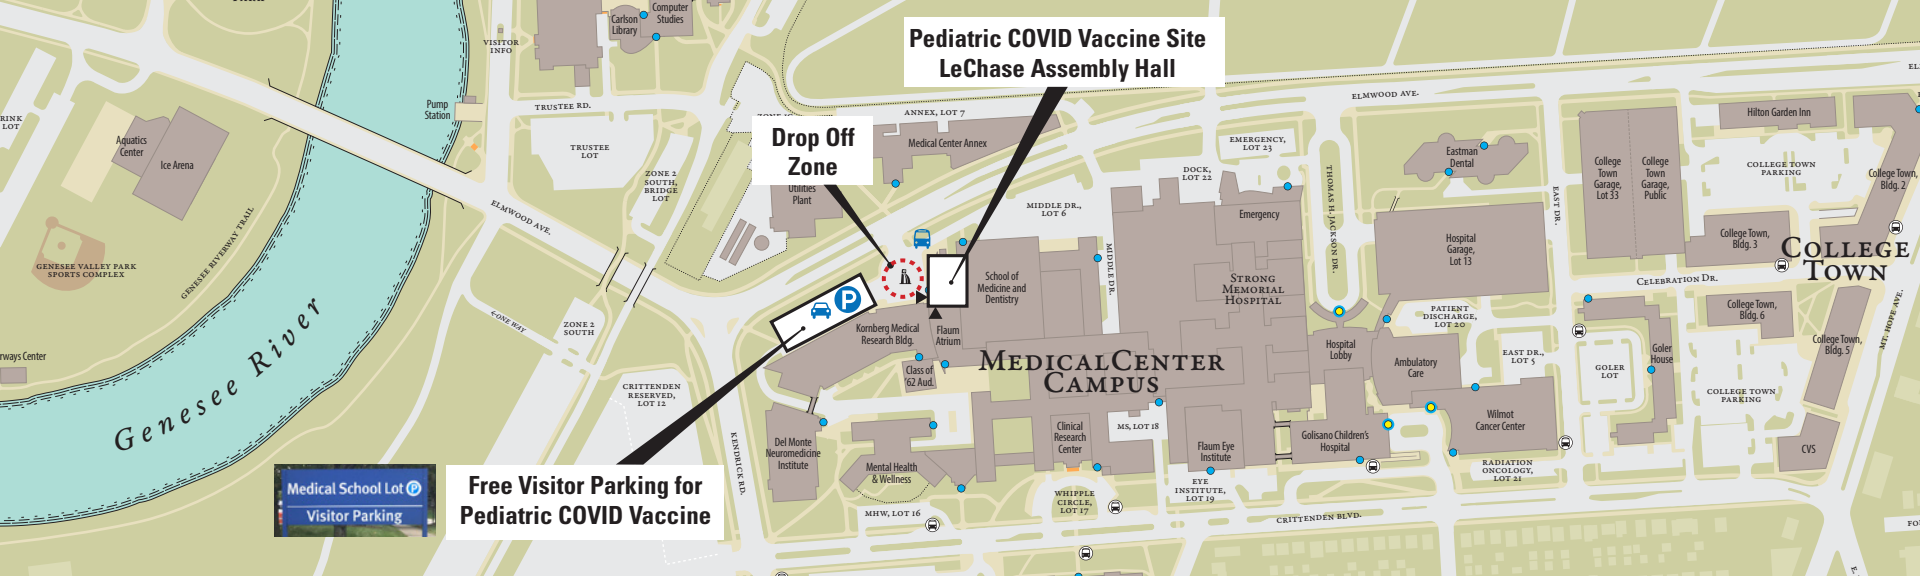 Computer
Studies
Carlson
Library
VISITOR
INFO
Pediatric COVID Vaccine Site
LeChase Assembly Hall
Pump
Station
TRUSTEE RD.
ELMWOOD AVE.
ANNEX, LOT 7
Hilton Garden Inn
RINK
LOT
Aquatics
Center
Ice Arena
TRUSTEE
LOT
Drop Off
Zone
Medical Center Annex
EMERGENCY,
LOT 23
Eastman
Dental
College
Town
Garage,
Lot 33
College
Town
Garage,
Public
COLLEGE TOWN
PARKING
College Town,
Bldg. 2
ZONE 2
SOUTH,
BRIDGE
LOT
Utilities
Plant
DOCK,
LOT 22
THOMAS H. JACKSON DR.
EAST DR.
MIDDLE DR.,
LOT 6
Emergency
ELMWOOD AVE.
GENESEE RIVERWAY TRAIL
GENESEE VALLEY PARK
SPORTS COMPLEX
Hospital
Garage,
Lot 13
College Town,
Bldg. 3
COLLEGE
TOWN
MIDDLE DR.
School of
Medicine and
Dentistry
STRONG
MEMORIAL
HOSPITAL
CELEBRATION DR.
P
Genesee River
ONE WAY
ZONE 2
SOUTH
Kornberg Medical
Research Bldg.
Flaum
Atrium
PATIENT
DISCHARGE,
LOT 20
College Town,
Bldg. 6
MT. HOPE AVE.
rways Center
Class of
'62 Aud.
MEDICAL CENTER
CAMPUS
Hospital
Lobby
Ambulatory
Care
EAST DR.,
LOT 5
GOLER
LOT
Goler
House
College Town,
Bldg. 5
CRITTENDEN
RESERVED,
LOT 12
COLLEGE TOWN
PARKING
KENDRICK RD.
Del Monte
Neuromedicine
Institute
Mental Health
& Wellness
Clinical
Research
Center
MS, LOT 18
Flaum Eye
Institute
Golisano Children's
Hospital
Wilmot
Cancer Center
CVS
RADIATION
ONCOLOGY,
LOT 21
Medical School Lot P
Visitor Parking
Free Visitor Parking for
Pediatric COVID Vaccine
MHW, LOT 16
WHIPPLE
CIRCLE,
LOT 17
EYE
INSTITUTE,
LOT 19
CRITTENDEN BLVD.